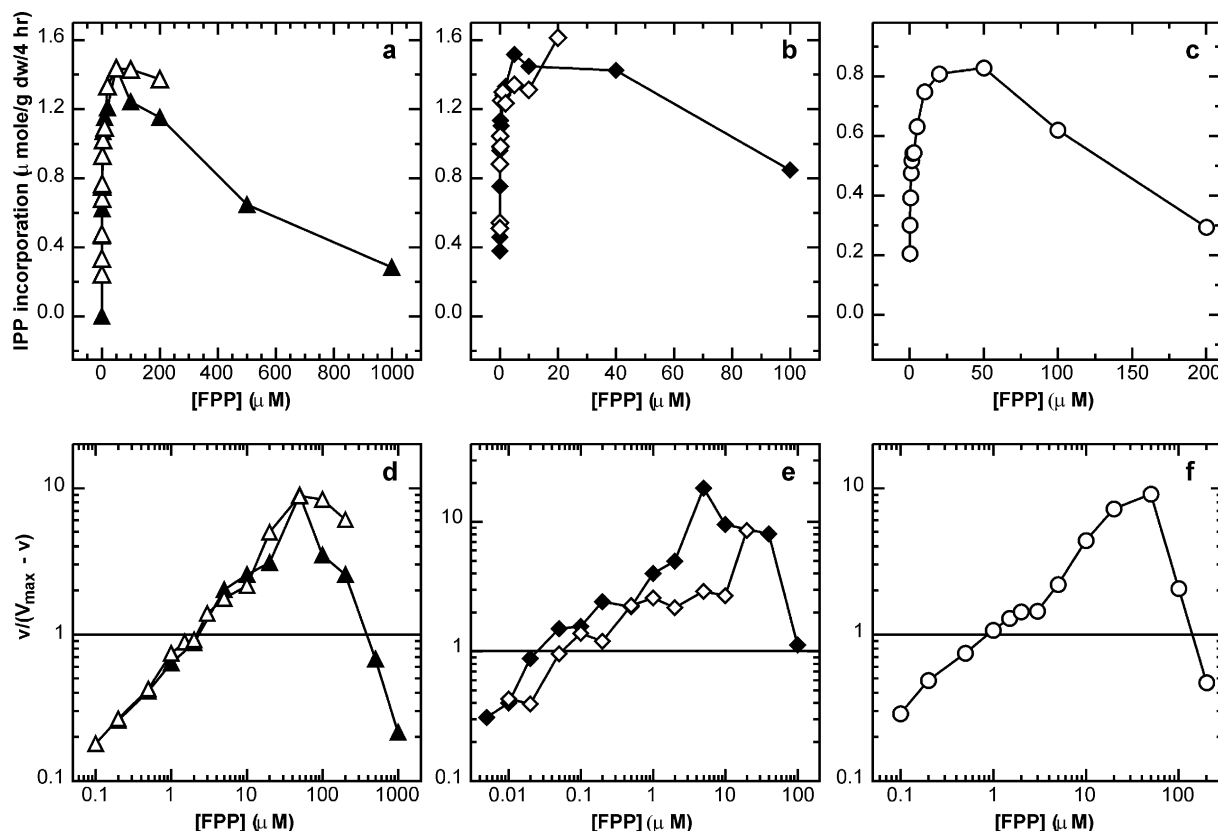 a
b
c
IPP incorporation (μ mole/g dw/4 hr)
1.6
1.2
0.8
0.4
0.0
1.6
1.2
0.8
0.4
0.0
0.8
0.6
0.4
0.2
0.0
0 200 400 600 800 1000
0 20 40 60 80 100
0 50 100 150 200
[FPP] (μ M)
[FPP] (μ M)
[FPP] (μ M)
d
e
f
v/(Vmax - v)
10
1
0.1
10
1
0.1
10
1
0.1
0.1 1 10 100 1000
0.01 0.1 1 10 100
0.1 1 10 100
[FPP] (μ M)
[FPP] (μ M)
[FPP] (μ M)